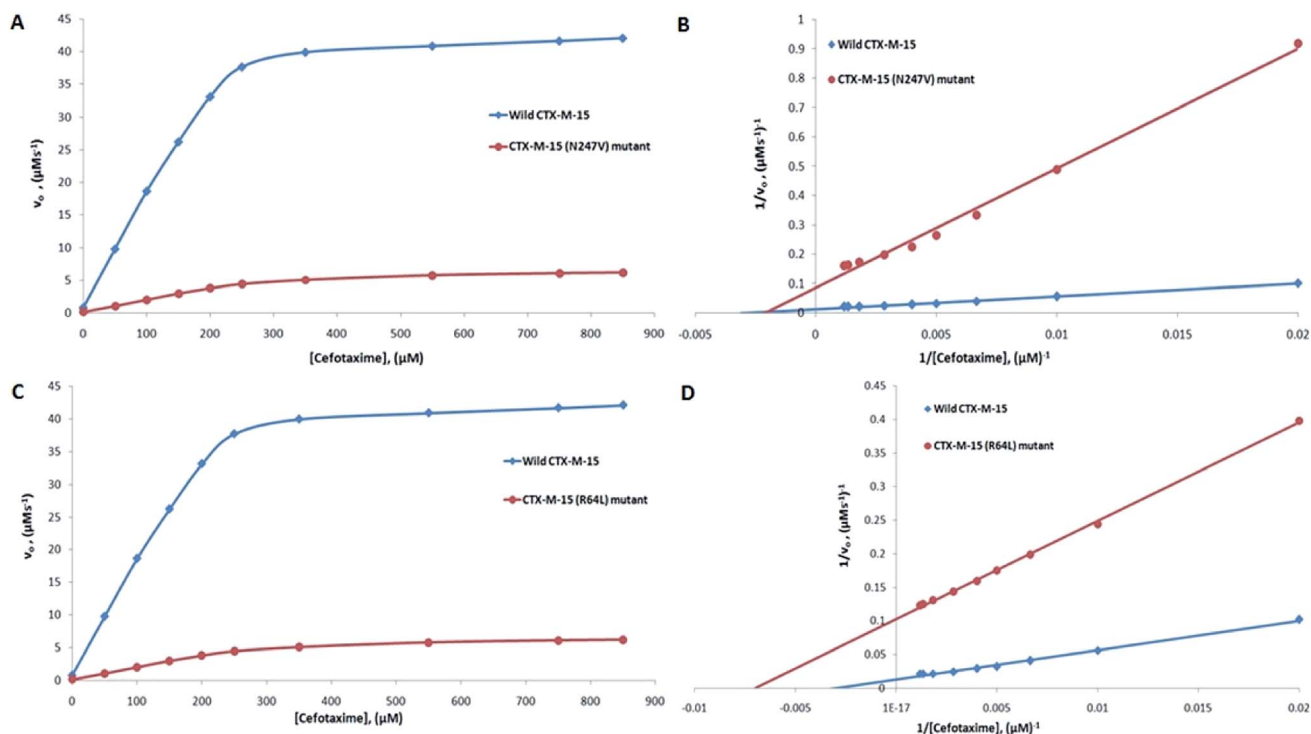 A
45
40
35
30
25
20
15
10
5
0
v₀ , (µMs⁻¹)
Wild CTX-M-15
CTX-M-15 (N247V) mutant
0 100 200 300 400 500 600 700 800 900
[Cefotaxime], (µM)
B
1
0.9
0.8
0.7
0.6
0.5
0.4
0.3
0.2
0.1
0
1/v₀ , (µMs⁻¹)⁻¹
Wild CTX-M-15
CTX-M-15 (N247V) mutant
-0.005 0 0.005 0.01 0.015 0.02
1/[Cefotaxime], (µM)⁻¹
C
45
40
35
30
25
20
15
10
5
0
v₀ , (µMs⁻¹)
Wild CTX-M-15
CTX-M-15 (R64L) mutant
0 100 200 300 400 500 600 700 800 900
[Cefotaxime], (µM)
D
0.45
0.4
0.35
0.3
0.25
0.2
0.15
0.1
0.05
0
1/v₀ , (µMs⁻¹)⁻¹
Wild CTX-M-15
CTX-M-15 (R64L) mutant
-0.01 -0.005 1E-17 0.005 0.01 0.015 0.02
1/[Cefotaxime], (µM)⁻¹